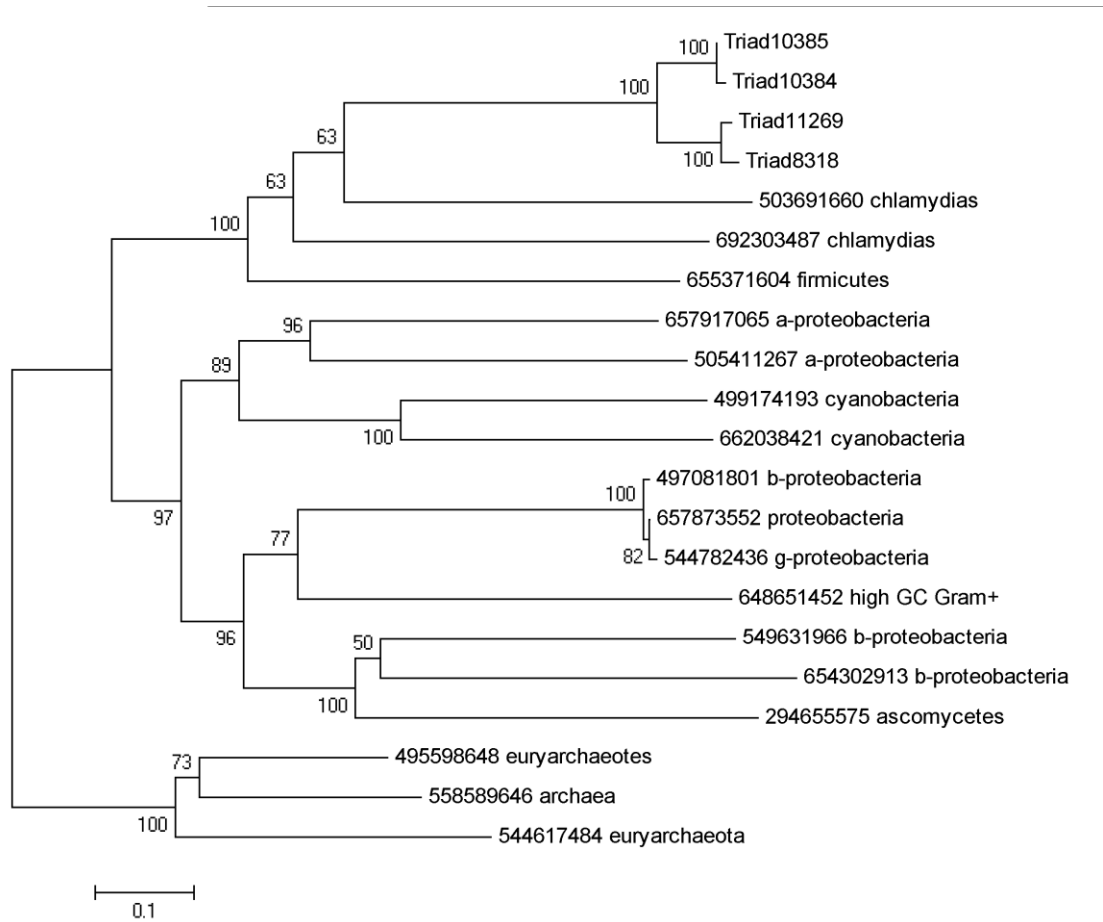 Triad10385
100
Triad10384
100
Triad11269
63
100
Triad8318
63
503691660 chlamydias
100
692303487 chlamydias
655371604 firmicutes
657917065 a-proteobacteria
96
505411267 a-proteobacteria
89
499174193 cyanobacteria
100
662038421 cyanobacteria
497081801 b-proteobacteria
100
97
657873552 proteobacteria
77
82
544782436 g-proteobacteria
648651452 high GC Gram+
96
549631966 b-proteobacteria
50
654302913 b-proteobacteria
100
294655575 ascomycetes
495598648 euryarchaeotes
73
558589646 archaea
100
544617484 euryarchaeota
0.1